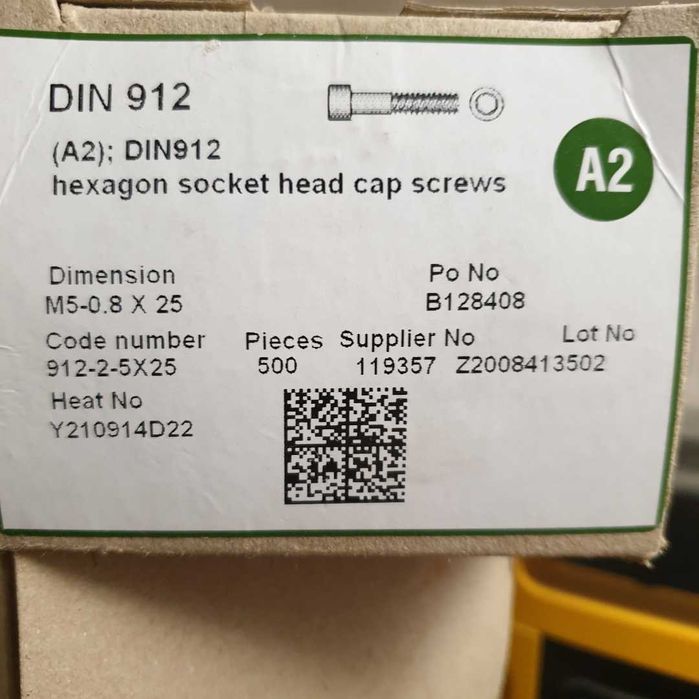 DIN 912
(A2); DIN912
hexagon socket head cap screws
A2
Dimension Po No
M5-0.8 X 25 B128408
Code number Pieces Supplier No Lot No
912-2-5X25 500 119357 Z2008413502
Heat No
Y210914D22